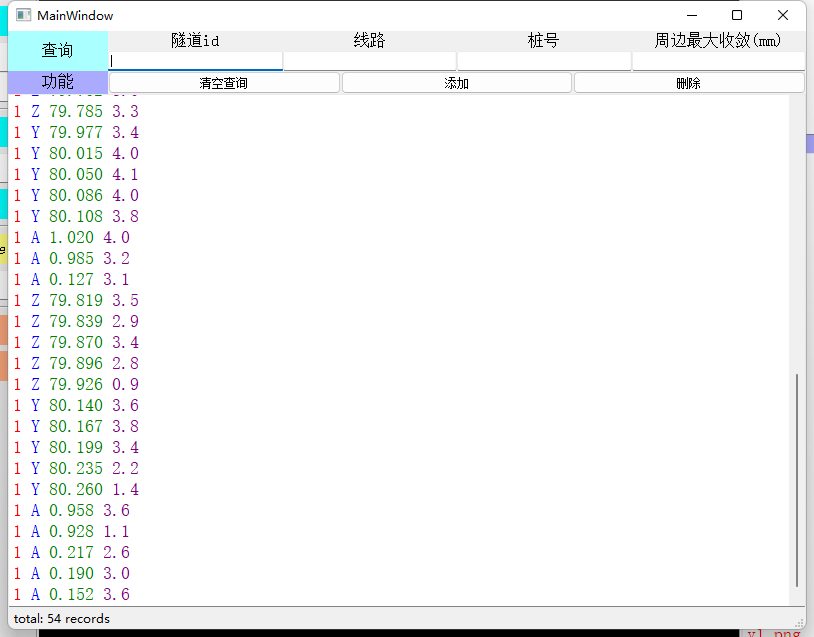 MainWindow
查询 隧道id 线路 桩号 周边最大收敛(mm)
功能 清空查询 添加 删除
1 Z 79.785 3.3
1 Y 79.977 3.4
1 Y 80.015 4.0
1 Y 80.050 4.1
1 Y 80.086 4.0
1 Y 80.108 3.8
1 A 1.020 4.0
1 A 0.985 3.2
1 A 0.127 3.1
1 Z 79.819 3.5
1 Z 79.839 2.9
1 Z 79.870 3.4
1 Z 79.896 2.8
1 Z 79.926 0.9
1 Y 80.140 3.6
1 Y 80.167 3.8
1 Y 80.199 3.4
1 Y 80.235 2.2
1 Y 80.260 1.4
1 A 0.958 3.6
1 A 0.928 1.1
1 A 0.217 2.6
1 A 0.190 3.0
1 A 0.152 3.6
total: 54 records